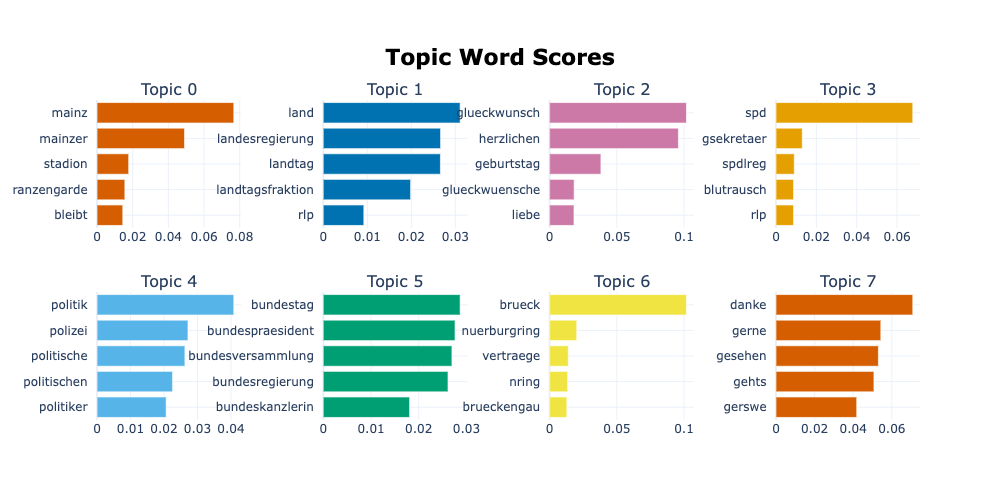 Topic Word Scores
Topic 0
mainz
mainzer
stadion
ranzengarde
bleibt
0 0.02 0.04 0.06 0.08
Topic 1
land
landesregierung
landtag
landtagsfraktion
rlp
0 0.01 0.02 0.03
Topic 2
glueckwunsch
herzlichen
geburtstag
glueckwuensche
liebe
0 0.05 0.1
Topic 3
spd
gsekretaer
spdlreg
blutrausch
rlp
0 0.02 0.04 0.06
Topic 4
politik
polizei
politische
politischen
politiker
0 0.01 0.02 0.03 0.04
Topic 5
bundestag
bundespraesident
bundesversammlung
bundesregierung
bundeskanzlerin
0 0.01 0.02 0.03
Topic 6
brueck
nuerburgring
vertraege
nring
brueckengau
0 0.05 0.1
Topic 7
danke
gerne
gesehen
gehts
gerswe
0 0.02 0.04 0.06